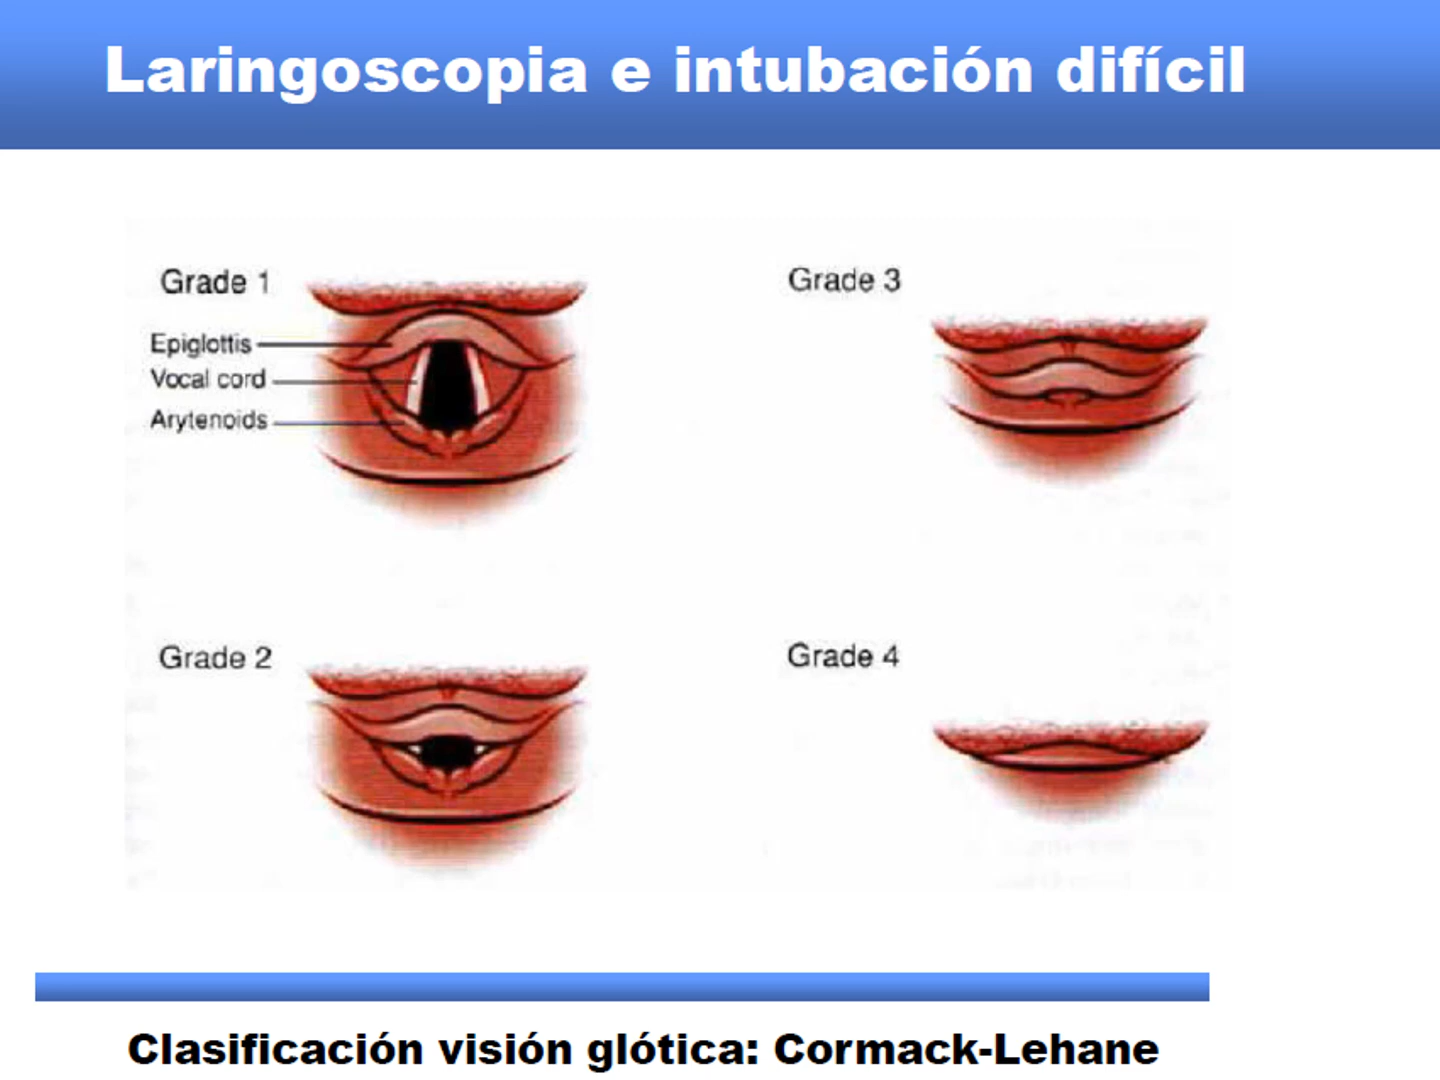 Laringoscopia e intubación difícil
Grade 1
Epiglottis
Vocal cord
Arytenoids
Grade 3
Grade 2
Grade 4
Clasificación visión glótica: Cormack-Lehane